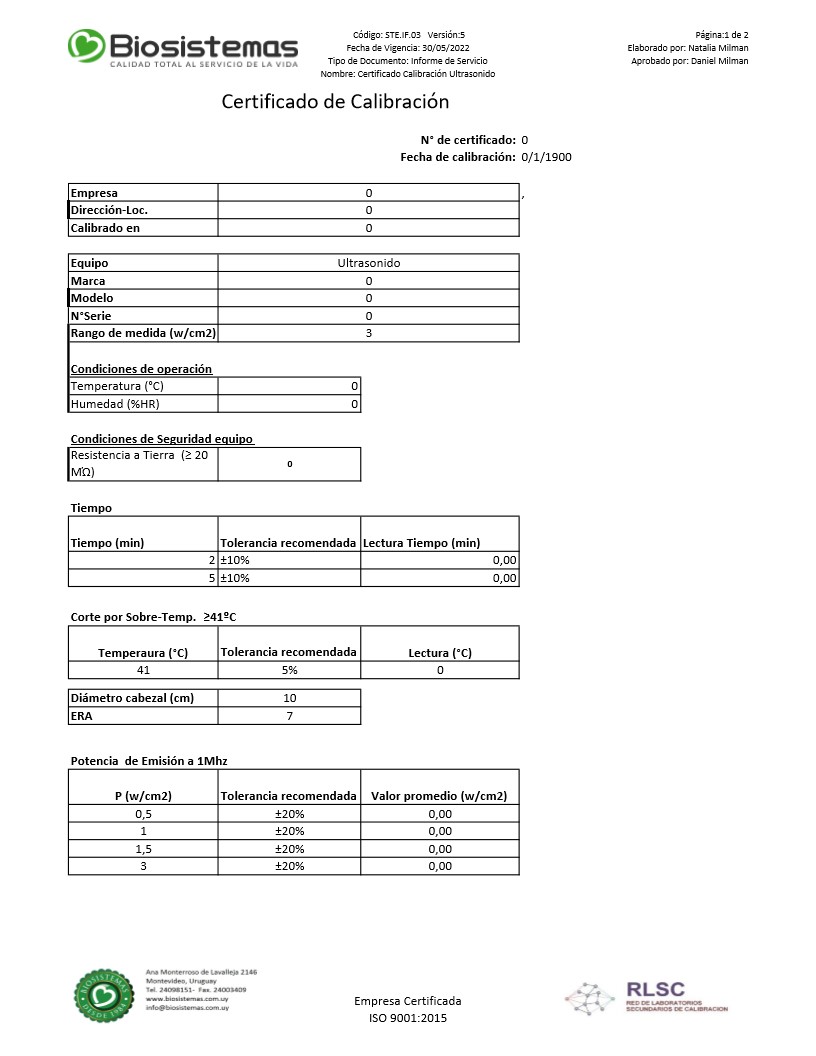 Biosistemas
CALIDAD TOTAL AL SERVICIO DE LA VIDA
Código: STE.IF.03 Versión:5
Fecha de Vigencia: 30/05/2022
Tipo de Documento: Informe de Servicio
Nombre: Certificado Calibración Ultrasonido
Página:1 de 2
Elaborado por: Natalia Milman
Aprobado por: Daniel Milman
Certificado de Calibración
N° de certificado: 0
Fecha de calibración: 0/1/1900
Empresa 0 ,
Dirección-Loc. 0
Calibrado en 0
Equipo Ultrasonido
Marca 0
Modelo 0
N°Serie 0
Rango de medida (w/cm2) 3
Condiciones de operación
Temperatura (°C) 0
Humedad (%HR) 0
Condiciones de Seguridad equipo
Resistencia a Tierra (≥ 20
MΩ) 0
Tiempo
Tiempo (min) Tolerancia recomendada Lectura Tiempo (min)
2 ±10% 0,00
5 ±10% 0,00
Corte por Sobre-Temp. ≥41ºC
Temperaura (°C) Tolerancia recomendada Lectura (°C)
41 5% 0
Diámetro cabezal (cm) 10
ERA 7
Potencia de Emisión a 1Mhz
P (w/cm2) Tolerancia recomendada Valor promedio (w/cm2)
0,5 ±20% 0,00
1 ±20% 0,00
1,5 ±20% 0,00
3 ±20% 0,00
BIOSISTEMAS
DESDE 1984
Ana Monterroso de Lavalleja 2146
Montevideo, Uruguay
Tel. 24098151- Fax. 24003409
www.biosistemas.com.uy
info@biosistemas.com.uy
Empresa Certificada
ISO 9001:2015
RLSC
RED DE LABORATORIOS
SECUNDARIOS DE CALIBRACION